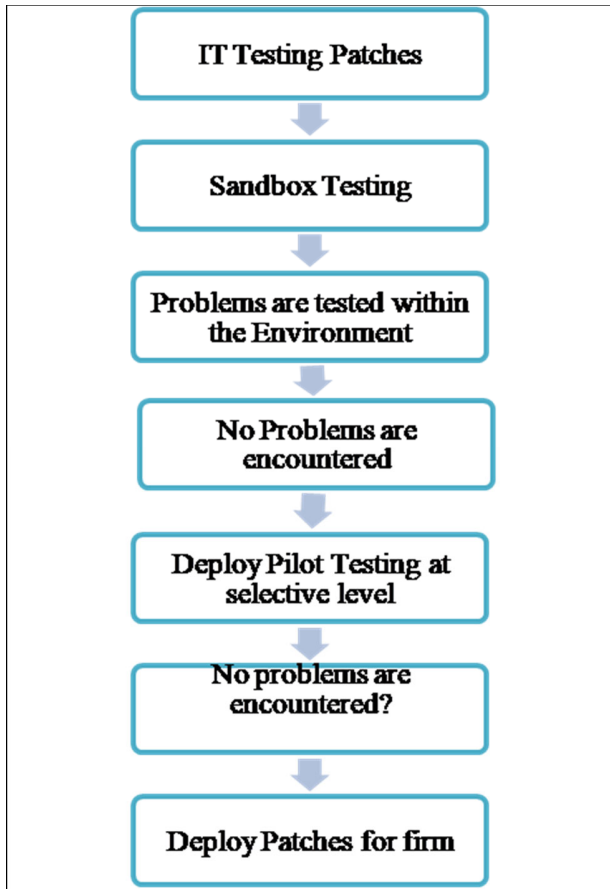 IT Testing Patches
Sandbox Testing
Problems are tested within
the Environment
No Problems are
encountered
Deploy Pilot Testing at
selective level
No problems are
encountered?
Deploy Patches for firm